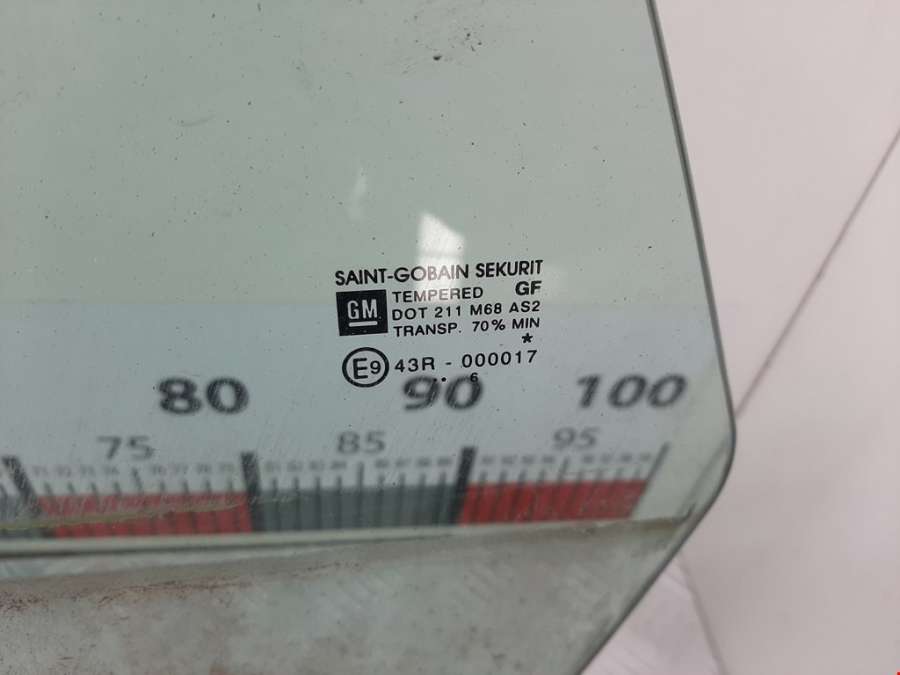 SAINT-GOBAIN SEKURIT
GM TEMPERED GF
DOT 211 M68 AS2
TRANSP. 70% MIN
*
E9 43R - 000017
.. 6
80 90 100
75 85 95